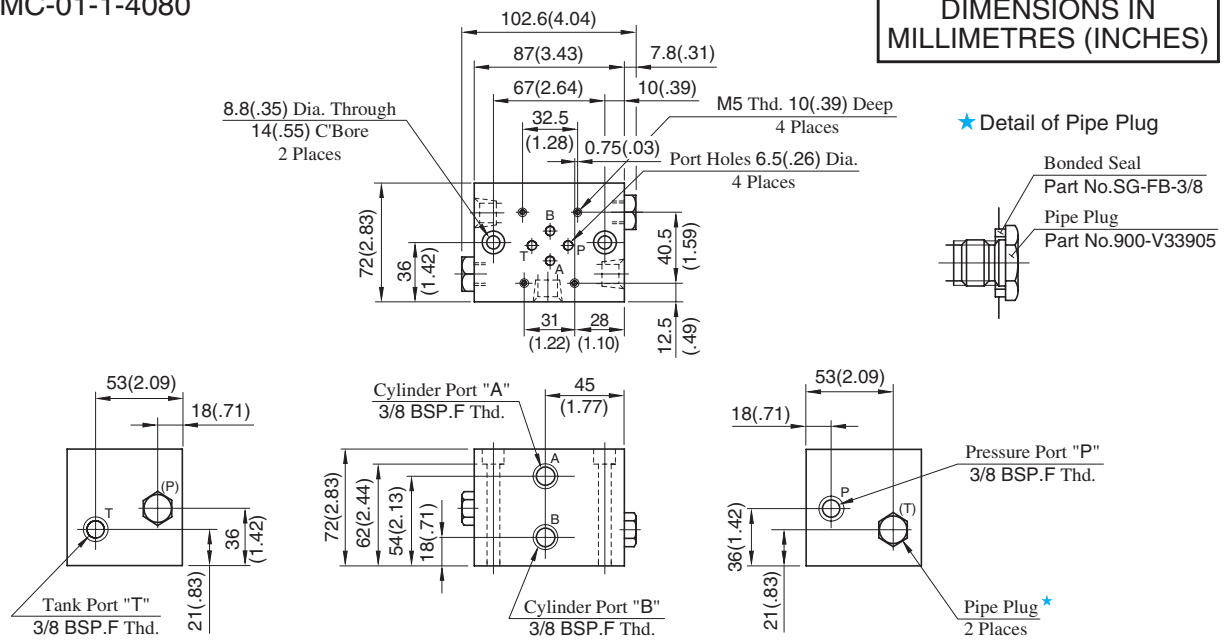 MC-01-1-4080
DIMENSIONS IN
MILLIMETRES (INCHES)
102.6(4.04)
87(3.43)
7.8(.31)
67(2.64)
10(.39)
8.8(.35) Dia. Through
14(.55) C'Bore
2 Places
32.5
(1.28)
0.75(.03)
M5 Thd. 10(.39) Deep
4 Places
Port Holes 6.5(.26) Dia.
4 Places
72(2.83)
36
(1.42)
B
T
P
A
40.5
(1.59)
12.5
(.49)
31
(1.22)
28
(1.10)
★ Detail of Pipe Plug
Bonded Seal
Part No.SG-FB-3/8
Pipe Plug
Part No.900-V33905
53(2.09)
18(.71)
(P)
T
36
(1.42)
21(.83)
Tank Port "T"
3/8 BSP.F Thd.
Cylinder Port "A"
3/8 BSP.F Thd.
45
(1.77)
A
B
72(2.83)
62(2.44)
54(2.13)
18(.71)
Cylinder Port "B"
3/8 BSP.F Thd.
53(2.09)
18(.71)
P
(T)
36(1.42)
21(.83)
Pressure Port "P"
3/8 BSP.F Thd.
Pipe Plug ★
2 Places